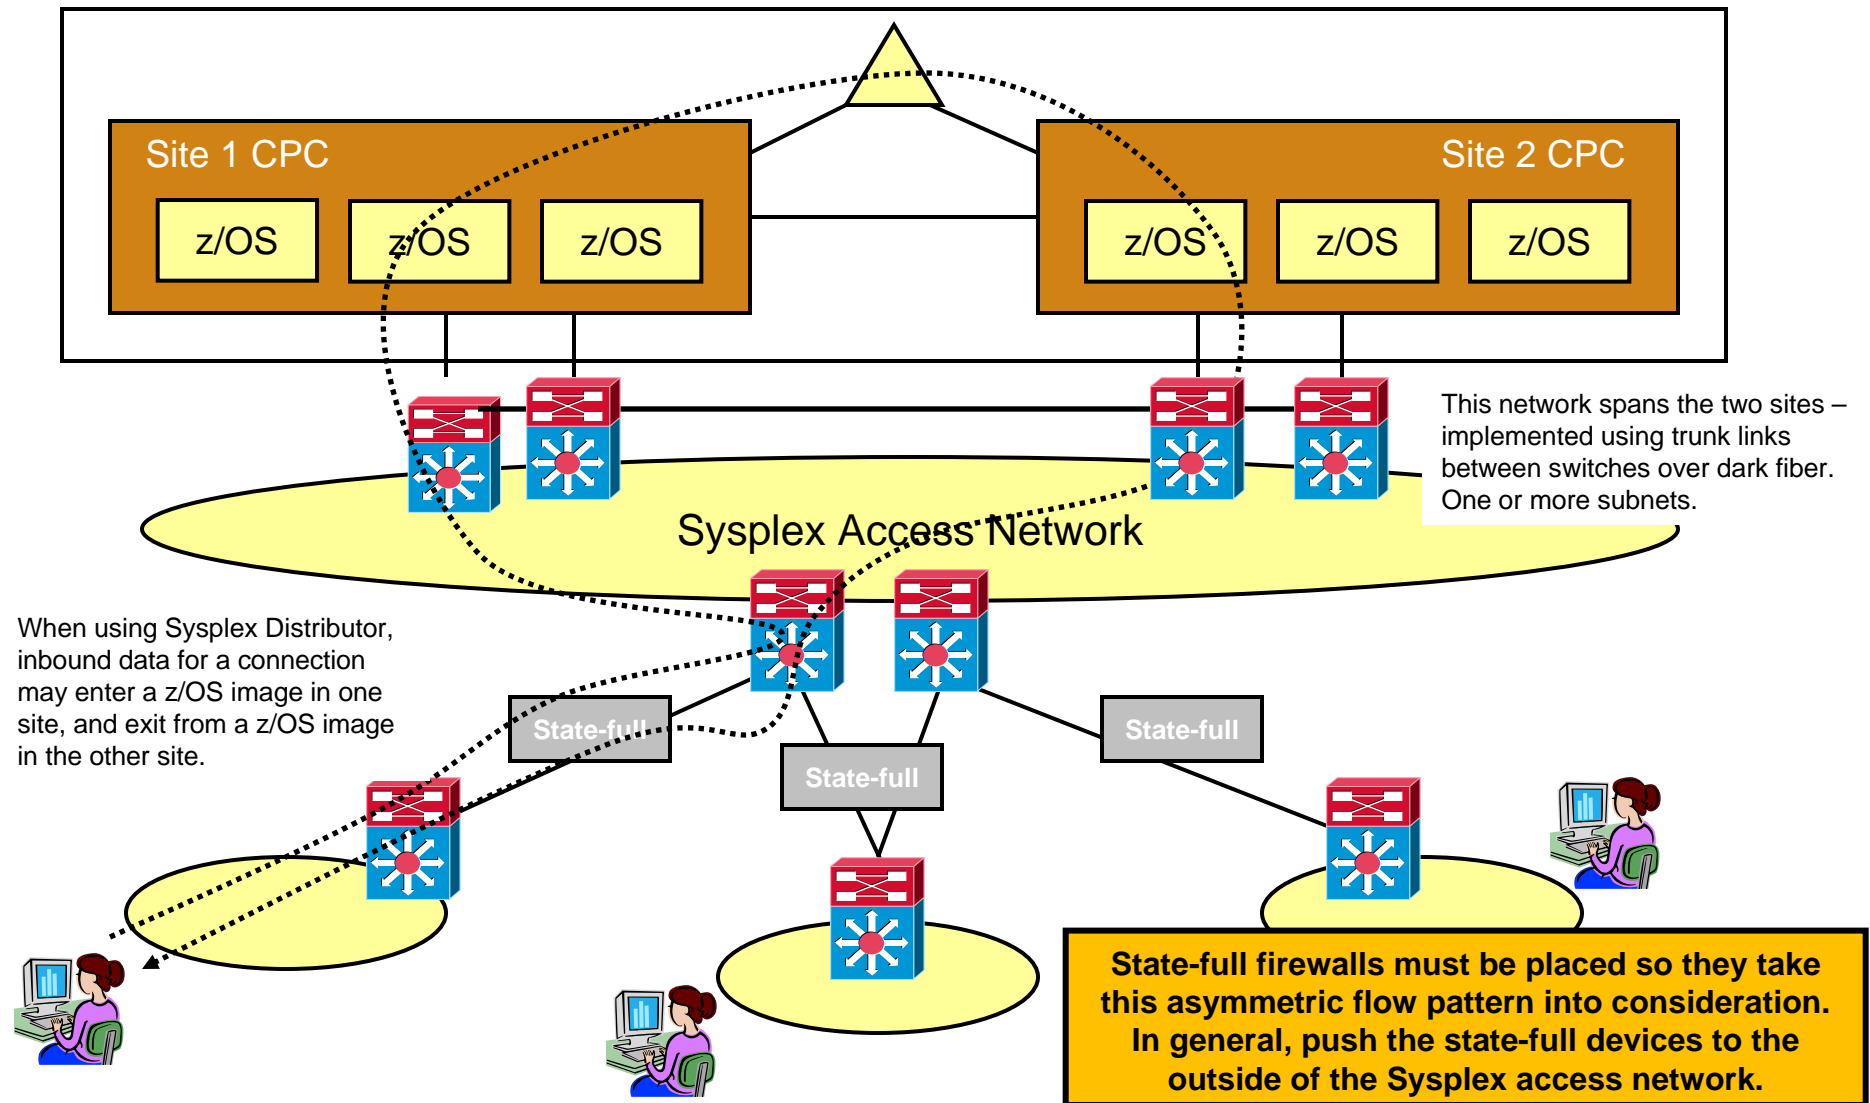 Site 1 CPC
Site 2 CPC
z/OS
z/OS
z/OS
z/OS
z/OS
z/OS
This network spans the two sites –
implemented using trunk links
between switches over dark fiber.
One or more subnets.
Sysplex Access Network
When using Sysplex Distributor,
inbound data for a connection
may enter a z/OS image in one
site, and exit from a z/OS image
in the other site.
State-full
State-full
State-full
State-full firewalls must be placed so they take
this asymmetric flow pattern into consideration.
In general, push the state-full devices to the
outside of the Sysplex access network.